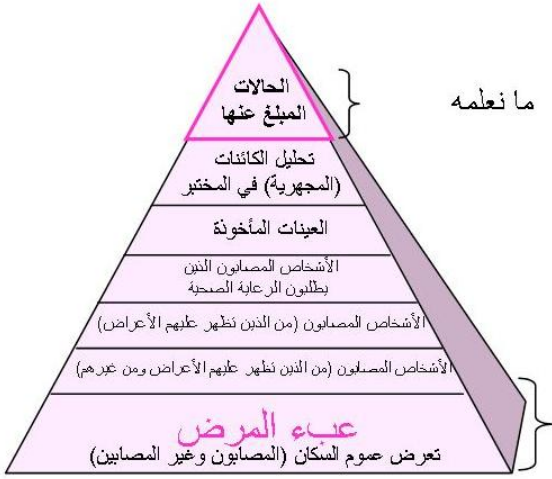 الحالات
المبلغ عنها
ما نعلمه
تحليل الكائنات
(المجهرية) في المختبر
العينات المأخوذة
الأشخاص المصابون الذين
يطلبون الرعاية الصحية
الأشخاص المصابون (من الذين تظهر عليهم الأعراض)
الأشخاص المصابون (من الذين تظهر عليهم الأعراض ومن غيرهم)
عبء المرض
تعرض عموم السكان (المصابون وغير المصابين)